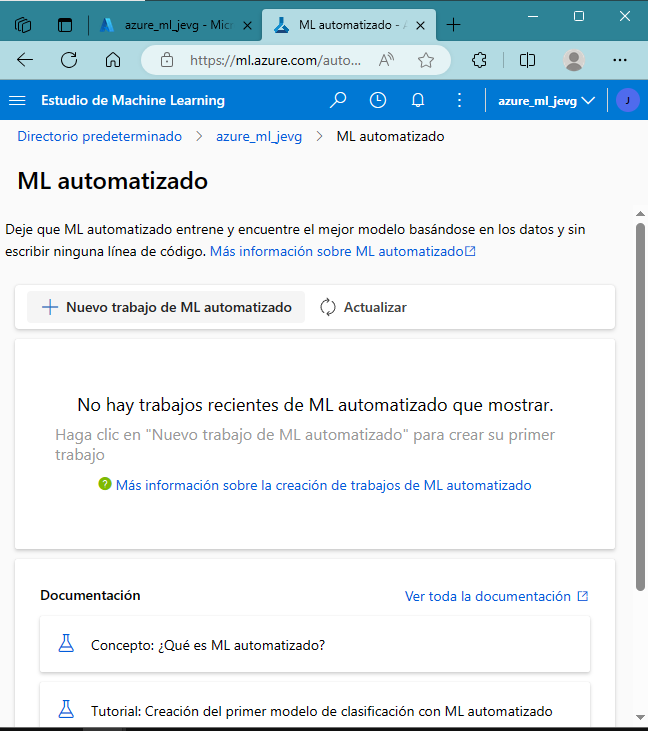 azure_ml_jevg - Micr
ML automatizado - A
https://ml.azure.com/auto...
Estudio de Machine Learning
azure_ml_jevg
J
Directorio predeterminado > azure_ml_jevg > ML automatizado
ML automatizado
Deje que ML automatizado entrene y encuentre el mejor modelo basándose en los datos y sin
escribir ninguna línea de código. Más información sobre ML automatizado
Nuevo trabajo de ML automatizado
Actualizar
No hay trabajos recientes de ML automatizado que mostrar.
Haga clic en "Nuevo trabajo de ML automatizado" para crear su primer
trabajo
Más información sobre la creación de trabajos de ML automatizado
Documentación
Ver toda la documentación
Concepto: ¿Qué es ML automatizado?
Tutorial: Creación del primer modelo de clasificación con ML automatizado